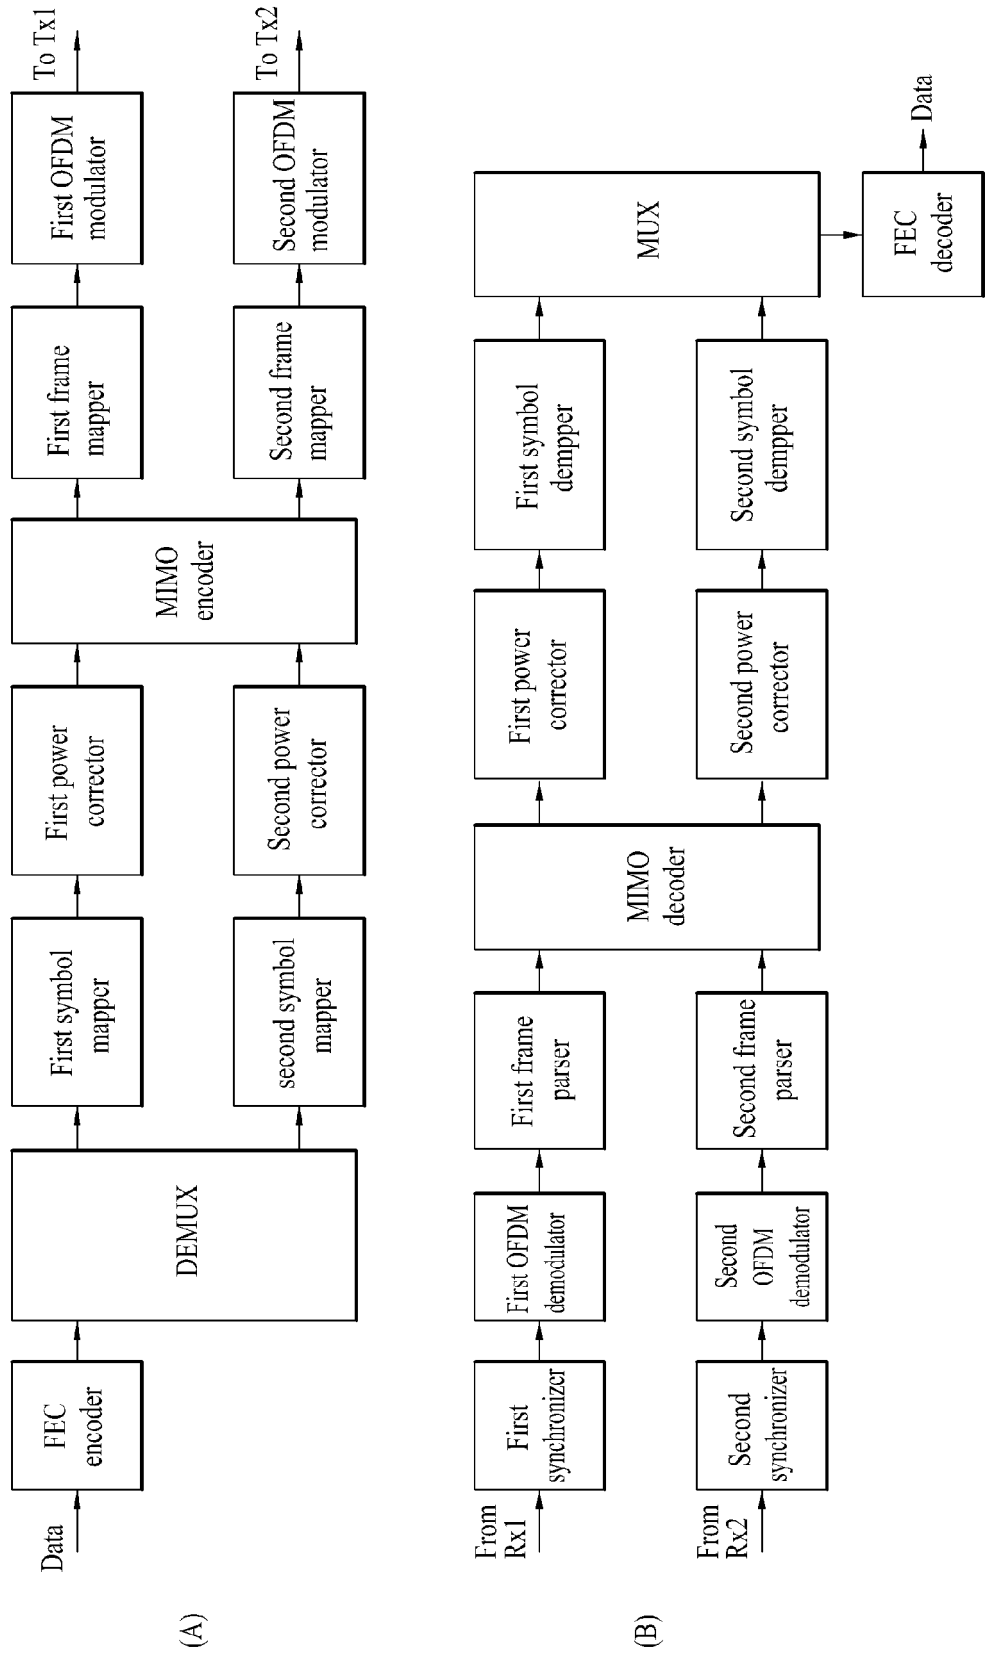 (A)
Data
FEC
encoder
DEMUX
First symbol
mapper
First power
corrector
MIMO
encoder
First frame
mapper
First OFDM
modulator
To Tx1
second symbol
mapper
Second power
corrector
Second frame
mapper
Second OFDM
modulator
To Tx2
(B)
From
Rx1
First
synchronizer
First OFDM
demodulator
First frame
parser
MIMO
decoder
First power
corrector
First symbol
dempper
MUX
From
Rx2
Second
synchronizer
Second
OFDM
demodulator
Second frame
parser
Second power
corrector
Second symbol
dempper
FEC
decoder
Data